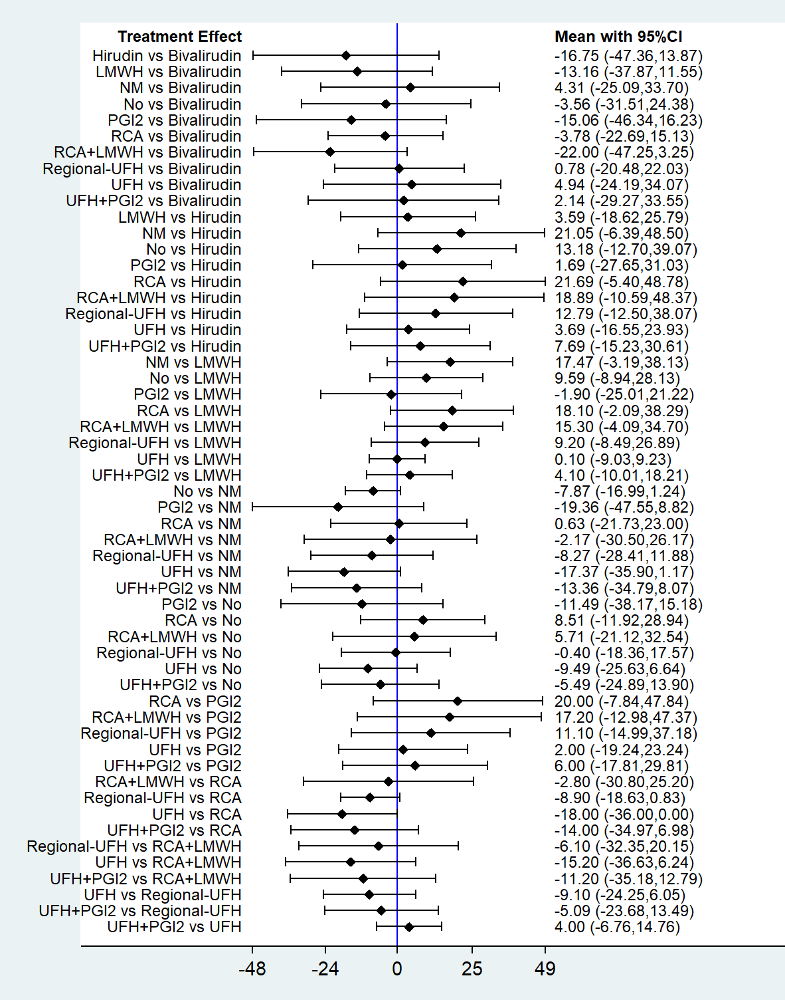 Treatment Effect Mean with 95%CI
Hirudin vs Bivalirudin -16.75 (-47.36,13.87)
LMWH vs Bivalirudin -13.16 (-37.87,11.55)
NM vs Bivalirudin 4.31 (-25.09,33.70)
No vs Bivalirudin -3.56 (-31.51,24.38)
PGI2 vs Bivalirudin -15.06 (-46.34,16.23)
RCA vs Bivalirudin -3.78 (-22.69,15.13)
RCA+LMWH vs Bivalirudin -22.00 (-47.25,3.25)
Regional-UFH vs Bivalirudin 0.78 (-20.48,22.03)
UFH vs Bivalirudin 4.94 (-24.19,34.07)
UFH+PGI2 vs Bivalirudin 2.14 (-29.27,33.55)
LMWH vs Hirudin 3.59 (-18.62,25.79)
NM vs Hirudin 21.05 (-6.39,48.50)
No vs Hirudin 13.18 (-12.70,39.07)
PGI2 vs Hirudin 1.69 (-27.65,31.03)
RCA vs Hirudin 21.69 (-5.40,48.78)
RCA+LMWH vs Hirudin 18.89 (-10.59,48.37)
Regional-UFH vs Hirudin 12.79 (-12.50,38.07)
UFH vs Hirudin 3.69 (-16.55,23.93)
UFH+PGI2 vs Hirudin 7.69 (-15.23,30.61)
NM vs LMWH 17.47 (-3.19,38.13)
No vs LMWH 9.59 (-8.94,28.13)
PGI2 vs LMWH -1.90 (-25.01,21.22)
RCA vs LMWH 18.10 (-2.09,38.29)
RCA+LMWH vs LMWH 15.30 (-4.09,34.70)
Regional-UFH vs LMWH 9.20 (-8.49,26.89)
UFH vs LMWH 0.10 (-9.03,9.23)
UFH+PGI2 vs LMWH 4.10 (-10.01,18.21)
No vs NM -7.87 (-16.99,1.24)
PGI2 vs NM -19.36 (-47.55,8.82)
RCA vs NM 0.63 (-21.73,23.00)
RCA+LMWH vs NM -2.17 (-30.50,26.17)
Regional-UFH vs NM -8.27 (-28.41,11.88)
UFH vs NM -17.37 (-35.90,1.17)
UFH+PGI2 vs NM -13.36 (-34.79,8.07)
PGI2 vs No -11.49 (-38.17,15.18)
RCA vs No 8.51 (-11.92,28.94)
RCA+LMWH vs No 5.71 (-21.12,32.54)
Regional-UFH vs No -0.40 (-18.36,17.57)
UFH vs No -9.49 (-25.63,6.64)
UFH+PGI2 vs No -5.49 (-24.89,13.90)
RCA vs PGI2 20.00 (-7.84,47.84)
RCA+LMWH vs PGI2 17.20 (-12.98,47.37)
Regional-UFH vs PGI2 11.10 (-14.99,37.18)
UFH vs PGI2 2.00 (-19.24,23.24)
UFH+PGI2 vs PGI2 6.00 (-17.81,29.81)
RCA+LMWH vs RCA -2.80 (-30.80,25.20)
Regional-UFH vs RCA -8.90 (-18.63,0.83)
UFH vs RCA -18.00 (-36.00,0.00)
UFH+PGI2 vs RCA -14.00 (-34.97,6.98)
Regional-UFH vs RCA+LMWH -6.10 (-32.35,20.15)
UFH vs RCA+LMWH -15.20 (-36.63,6.24)
UFH+PGI2 vs RCA+LMWH -11.20 (-35.18,12.79)
UFH vs Regional-UFH -9.10 (-24.25,6.05)
UFH+PGI2 vs Regional-UFH -5.09 (-23.68,13.49)
UFH+PGI2 vs UFH 4.00 (-6.76,14.76)
-48 -24 0 25 49